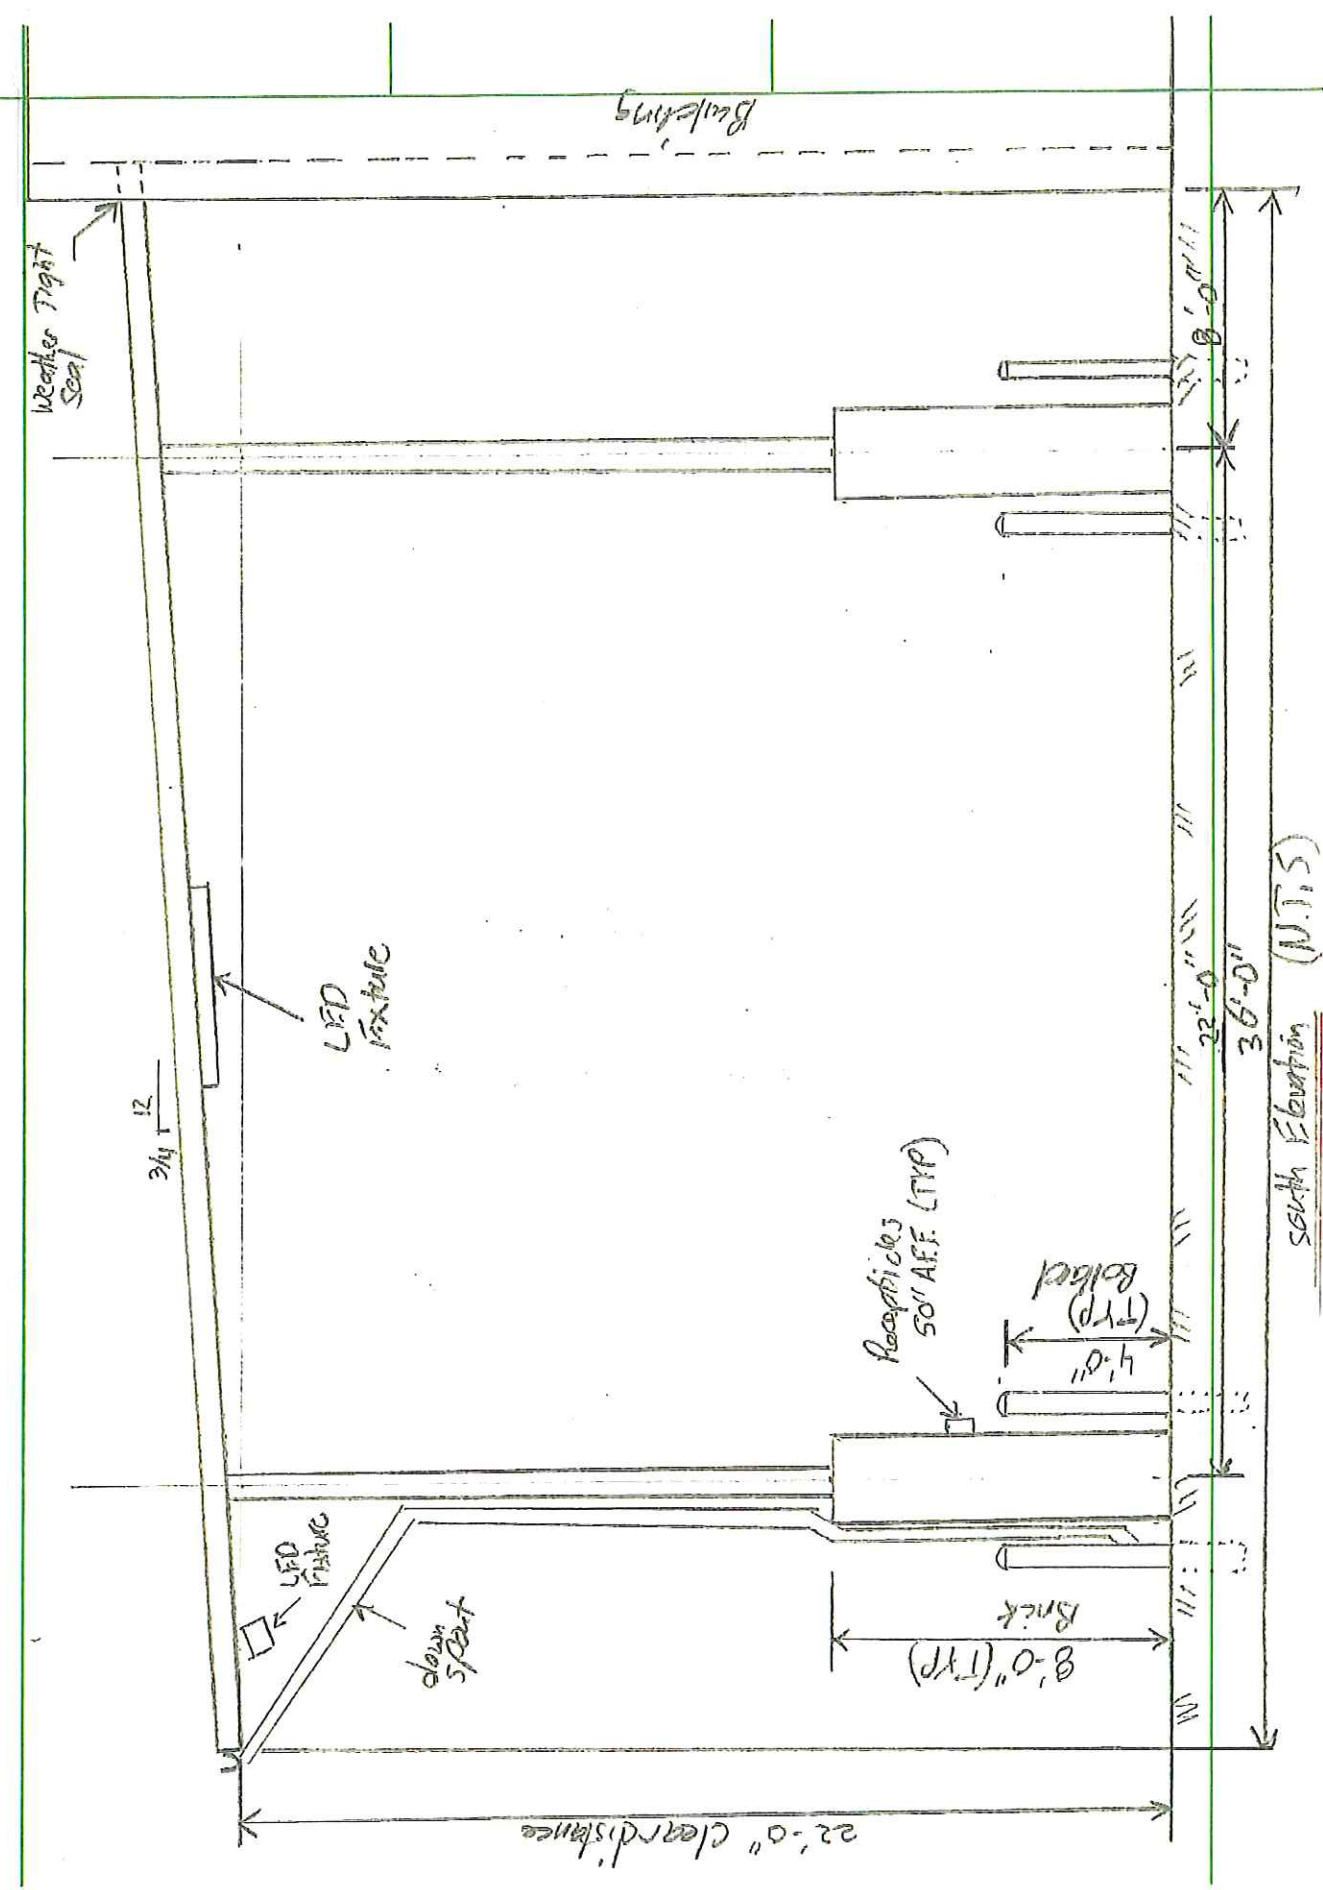 Building
Weather Tight
Seal
3/4
12
LED
Fixture
LED
Fixture
down
spout
Recepticles
50" A.F.F. (TYP)
4'-0"
(TYP)
Bollard
8'-0" (TYP)
Brick
22'-0" clear distance
8'-0"
22'-0"
36'-0"
South Elevation (N.T.S)